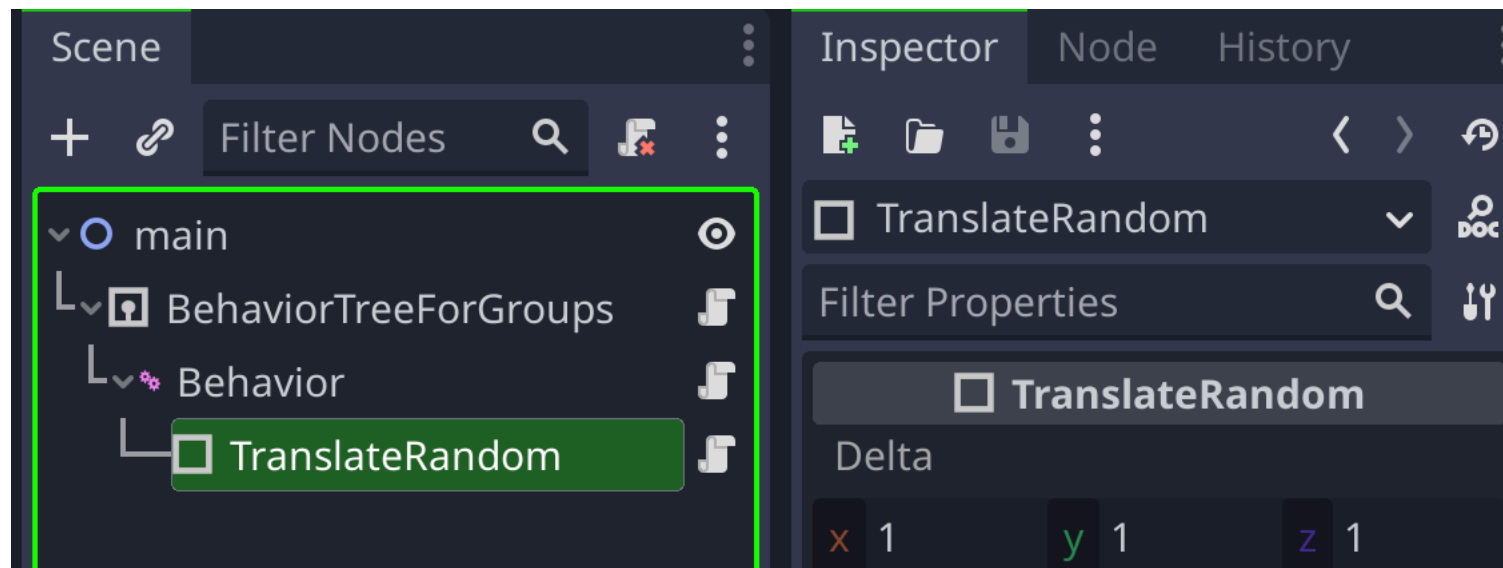 Scene
Filter Nodes
main
BehaviorTreeForGroups
Behavior
TranslateRandom
Inspector Node History
TranslateRandom
DOC
Filter Properties
TranslateRandom
Delta
x 1 y 1 z 1